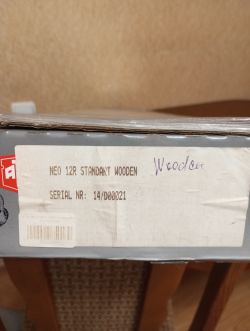 NEO 12R STANDART WOODEN
Wooden
SERIAL NR: 14/D00021